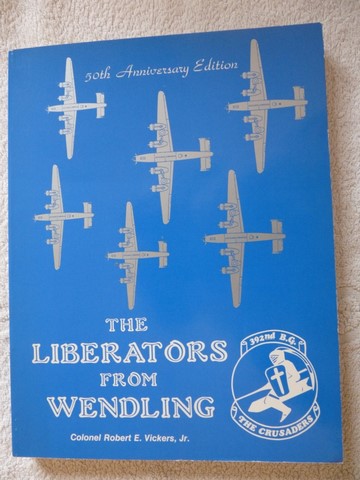 50th Anniversary Edition
THE
LIBERATORS
FROM
WENDLING
392nd B.G.
THE CRUSADERS
Colonel Robert E. Vickers, Jr.